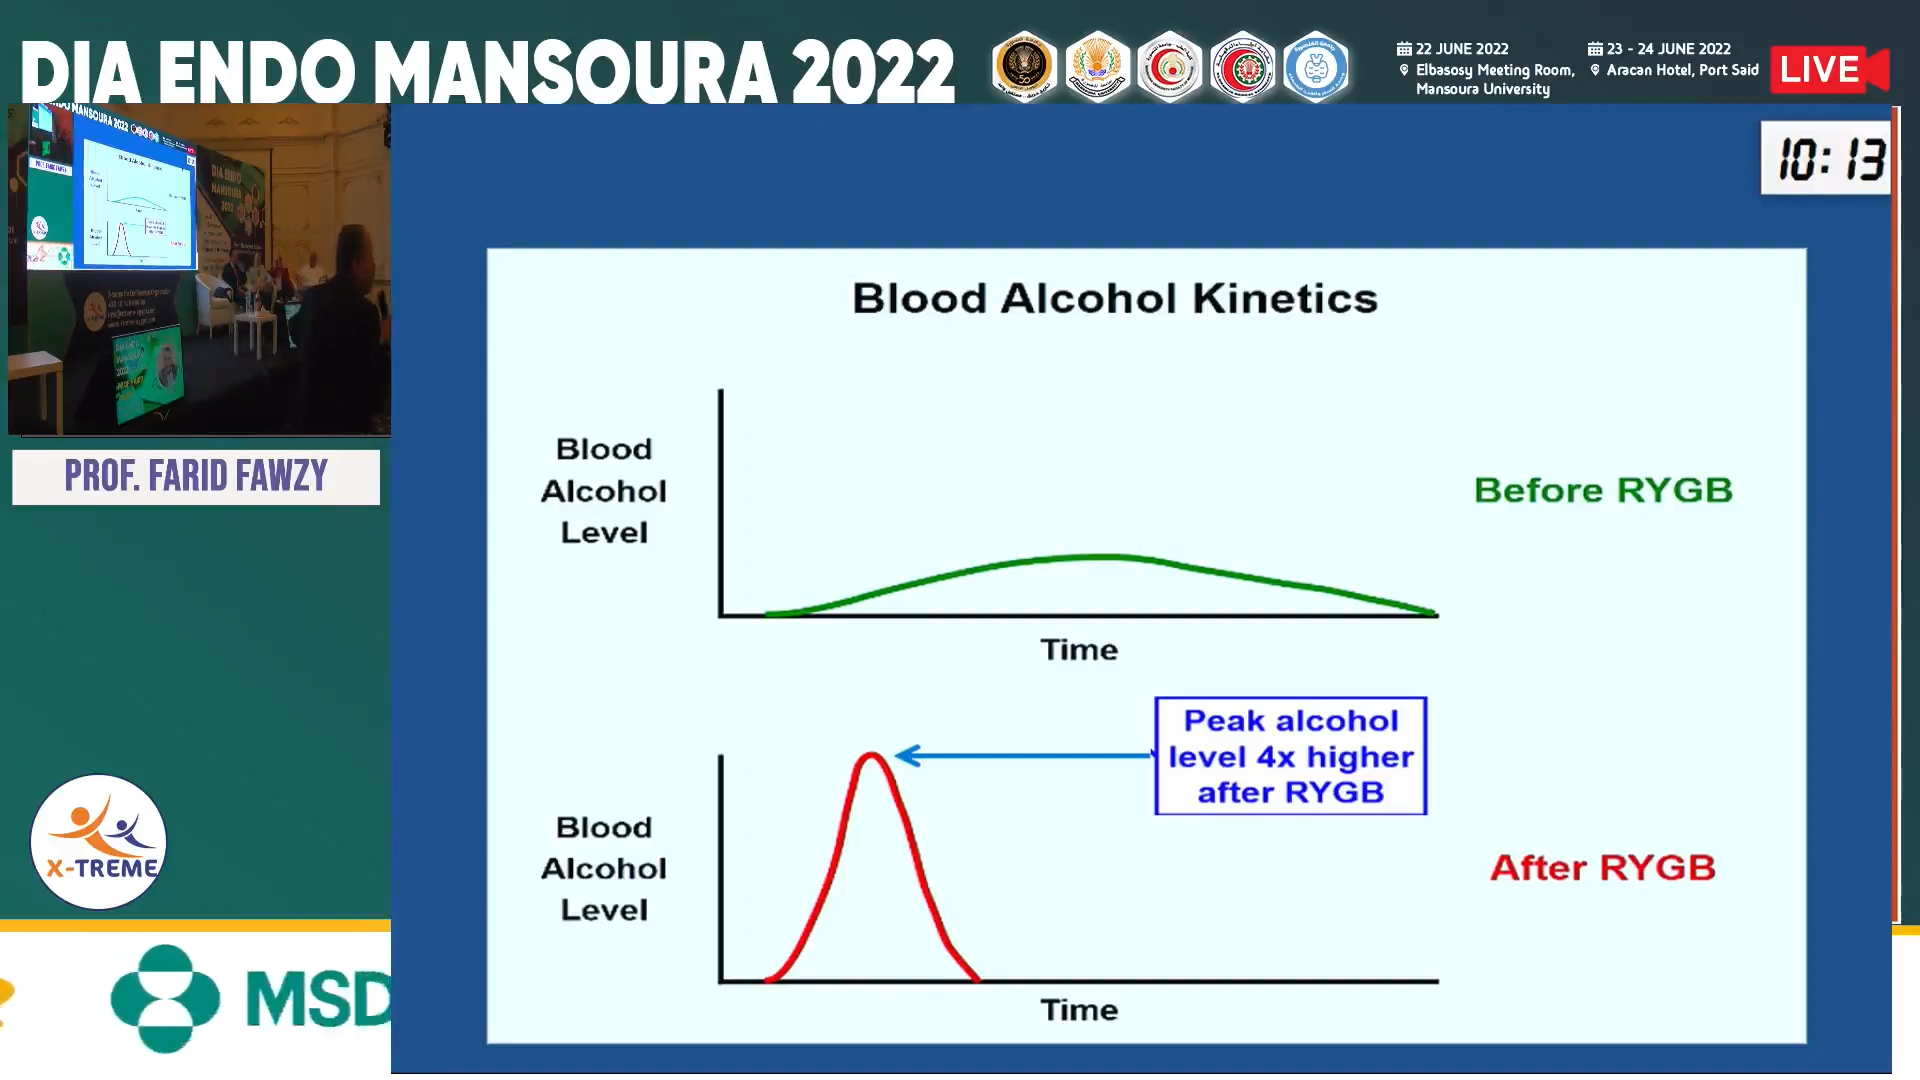 DIA ENDO MANSOURA 2022
22 JUNE 2022
Elbasosy Meeting Room,
Mansoura University
23 - 24 JUNE 2022
Aracan Hotel, Port Said
LIVE
10:13
PROF. FARID FAWZY
Blood Alcohol Kinetics
Blood
Alcohol
Level
Before RYGB
Time
Peak alcohol
level 4x higher
after RYGB
Blood
Alcohol
Level
After RYGB
Time
X-TREME
MSD